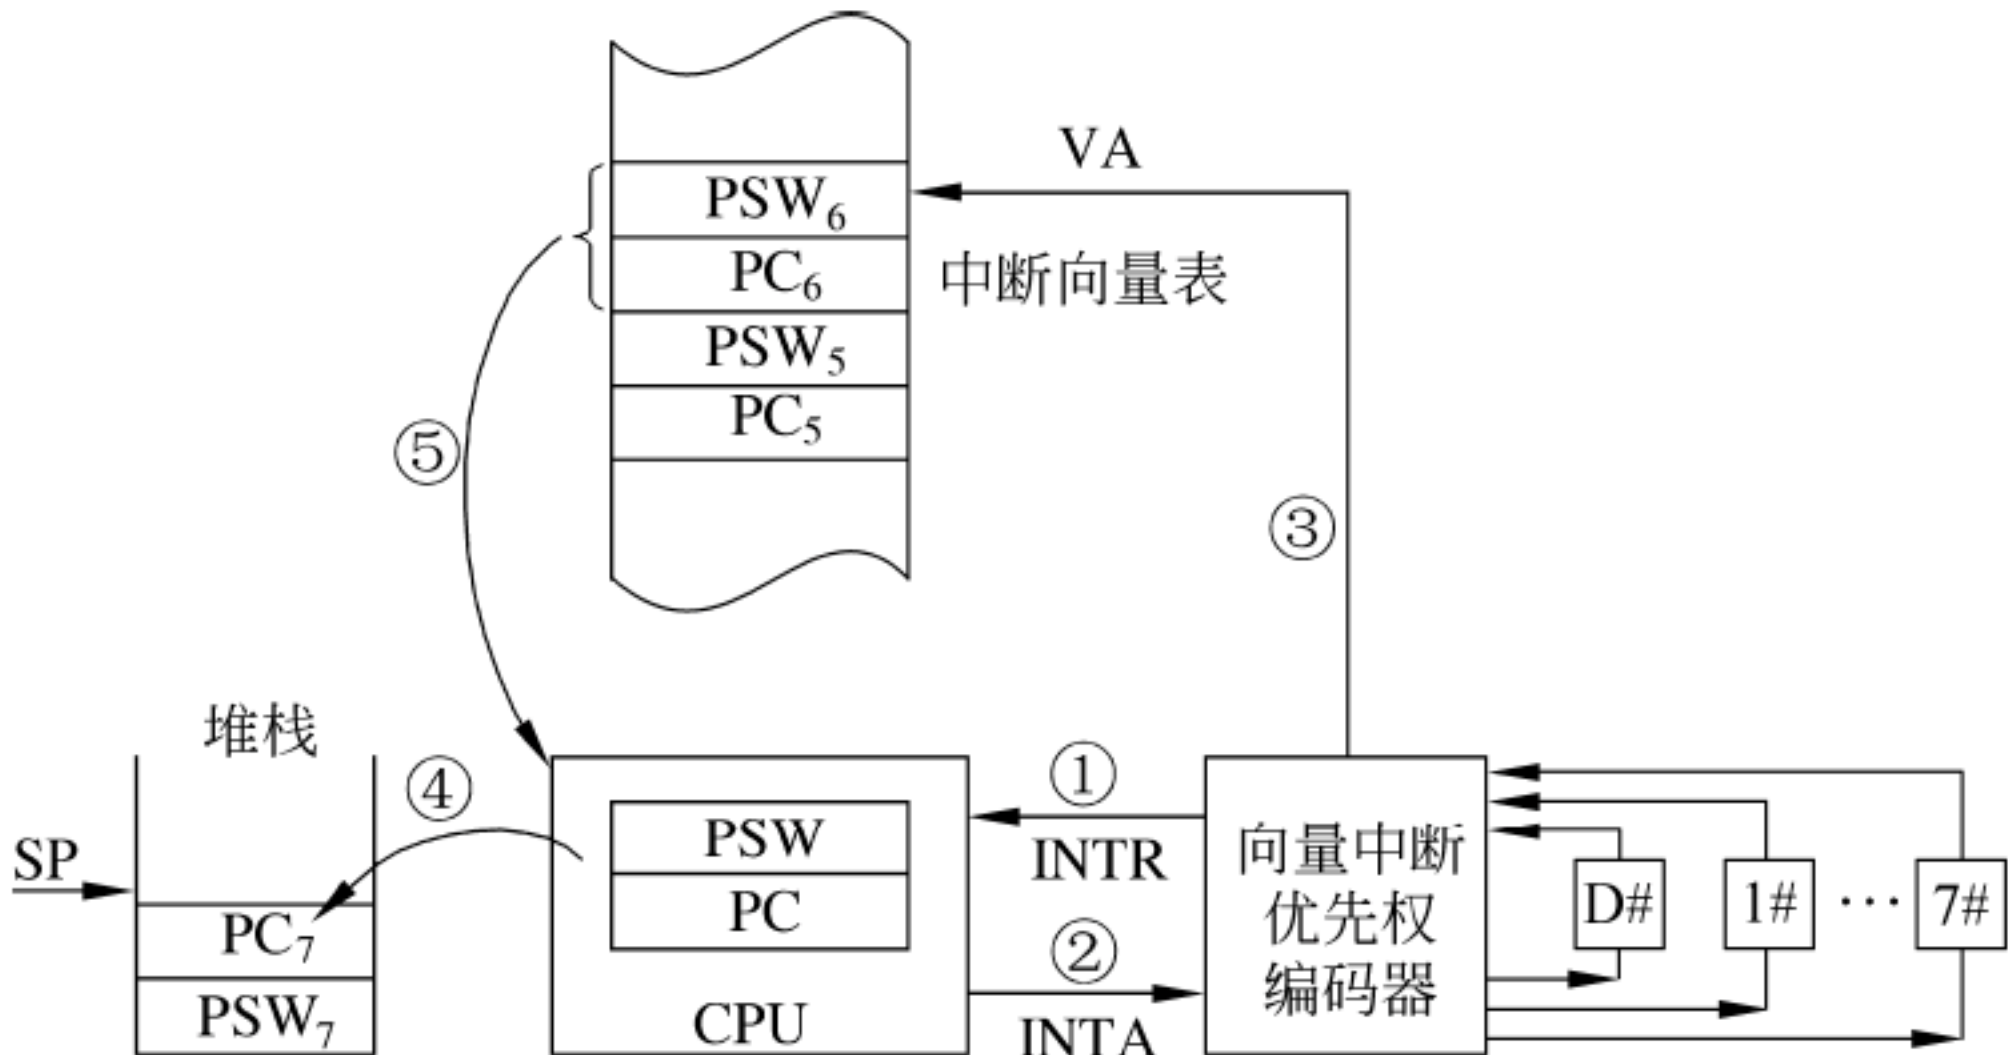 VA
PSW₆
PC₆
中断向量表
PSW₅
PC₅
⑤
③
堆栈
④
①
SP
PSW
INTR
向量中断
优先权
编码器
D#
1#
…
7#
PC₇
PC
②
PSW₇
CPU
INTA